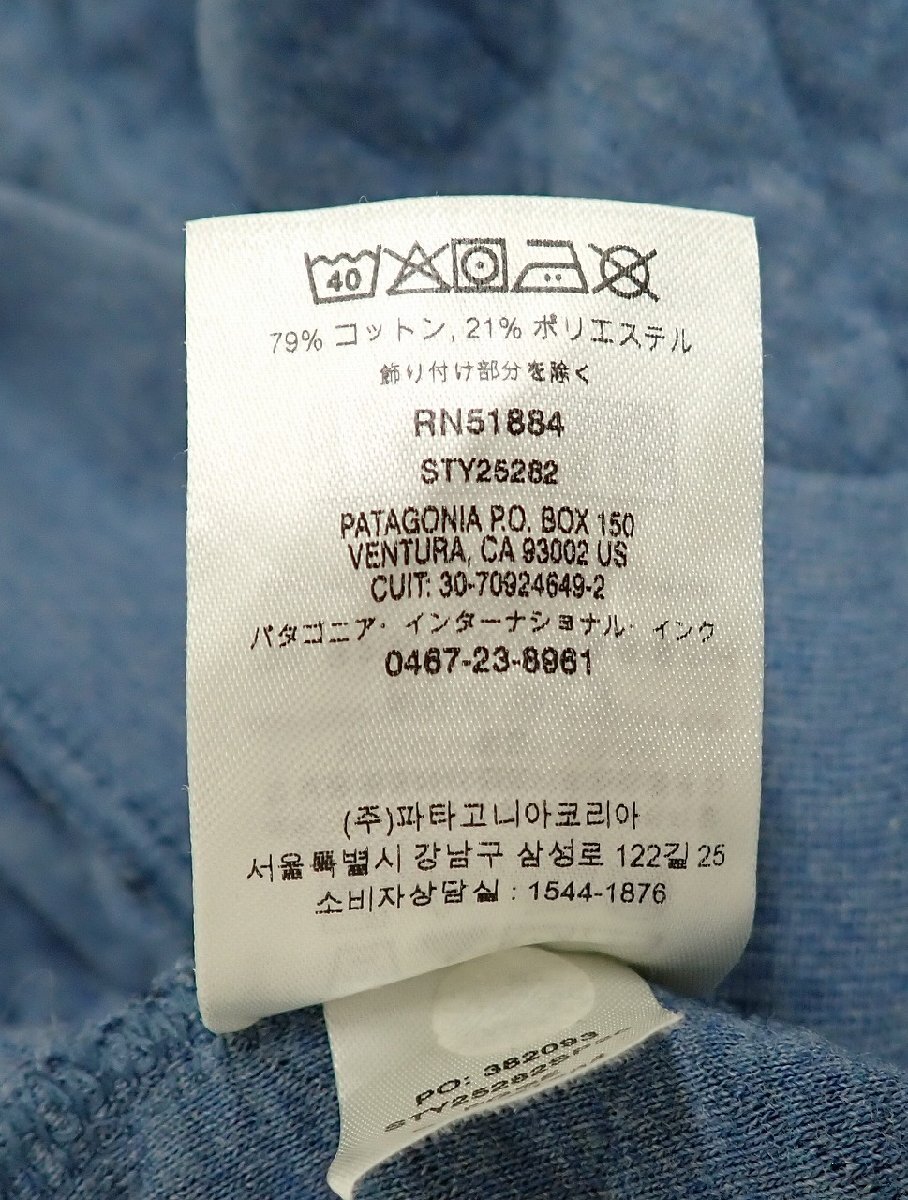 40
79% コットン, 21% ポリエステル
飾り付け部分を除く
RN51884
STY25282
PATAGONIA P.O. BOX 150
VENTURA, CA 93002 US
CUIT: 30-70924649-2
パタゴニア・インターナショナル・インク
0467-23-8961
(주)파타고니아코리아
서울특별시 강남구 삼성로 122길 25
소비자상담실 : 1544-1876
PO: 382093